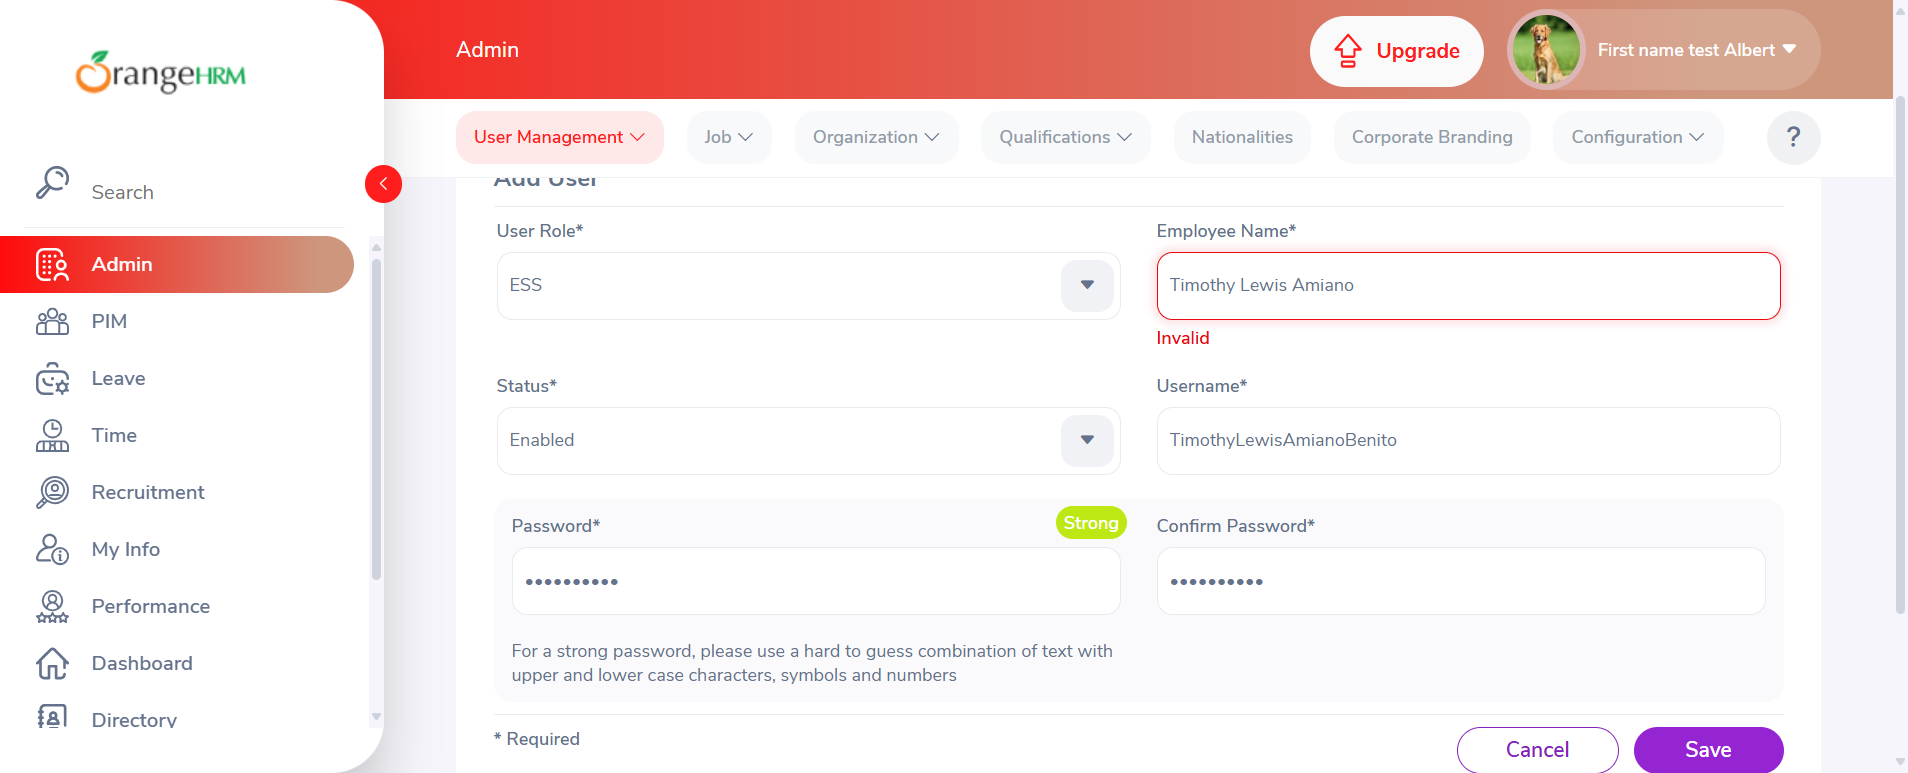 OrangeHRM
Admin
Upgrade
First name test Albert
User Management
Job
Organization
Qualifications
Nationalities
Corporate Branding
Configuration
?
Search
Admin
PIM
Leave
Time
Recruitment
My Info
Performance
Dashboard
Directory
Add User
User Role*
Employee Name*
ESS
Timothy Lewis Amiano
Invalid
Status*
Username*
Enabled
TimothyLewisAmianoBenito
Password*
Strong
Confirm Password*
••••••••••
••••••••••
For a strong password, please use a hard to guess combination of text with
upper and lower case characters, symbols and numbers
* Required
Cancel
Save